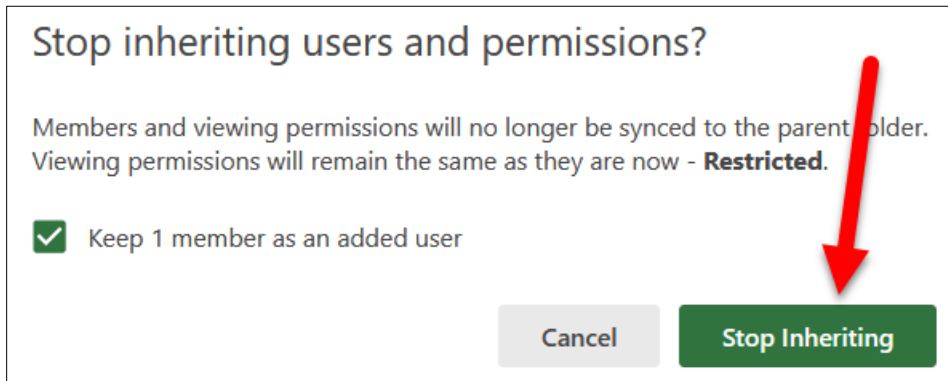 Stop inheriting users and permissions?
Members and viewing permissions will no longer be synced to the parent folder.
Viewing permissions will remain the same as they are now - Restricted.
Keep 1 member as an added user
Cancel
Stop Inheriting